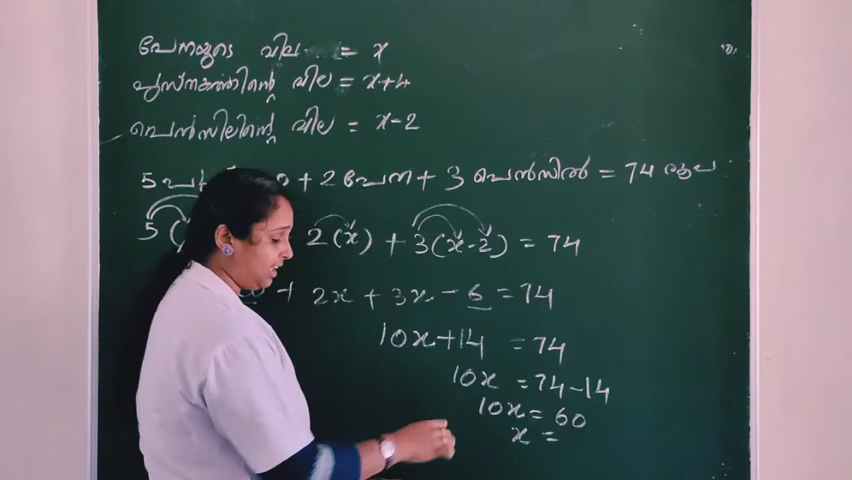 പേനയുടെ വില = x
പുസ്തകത്തിന്റെ വില = x+4
പെൻസിലിന്റെ വില = x-2
5 + 2 പേന + 3 പെൻസിൽ = 74 രൂപ
5( 2(x) + 3(x-2) = 74
+ 2x + 3x - 6 = 74
10x+14 = 74
10x = 74-14
10x = 60
x =